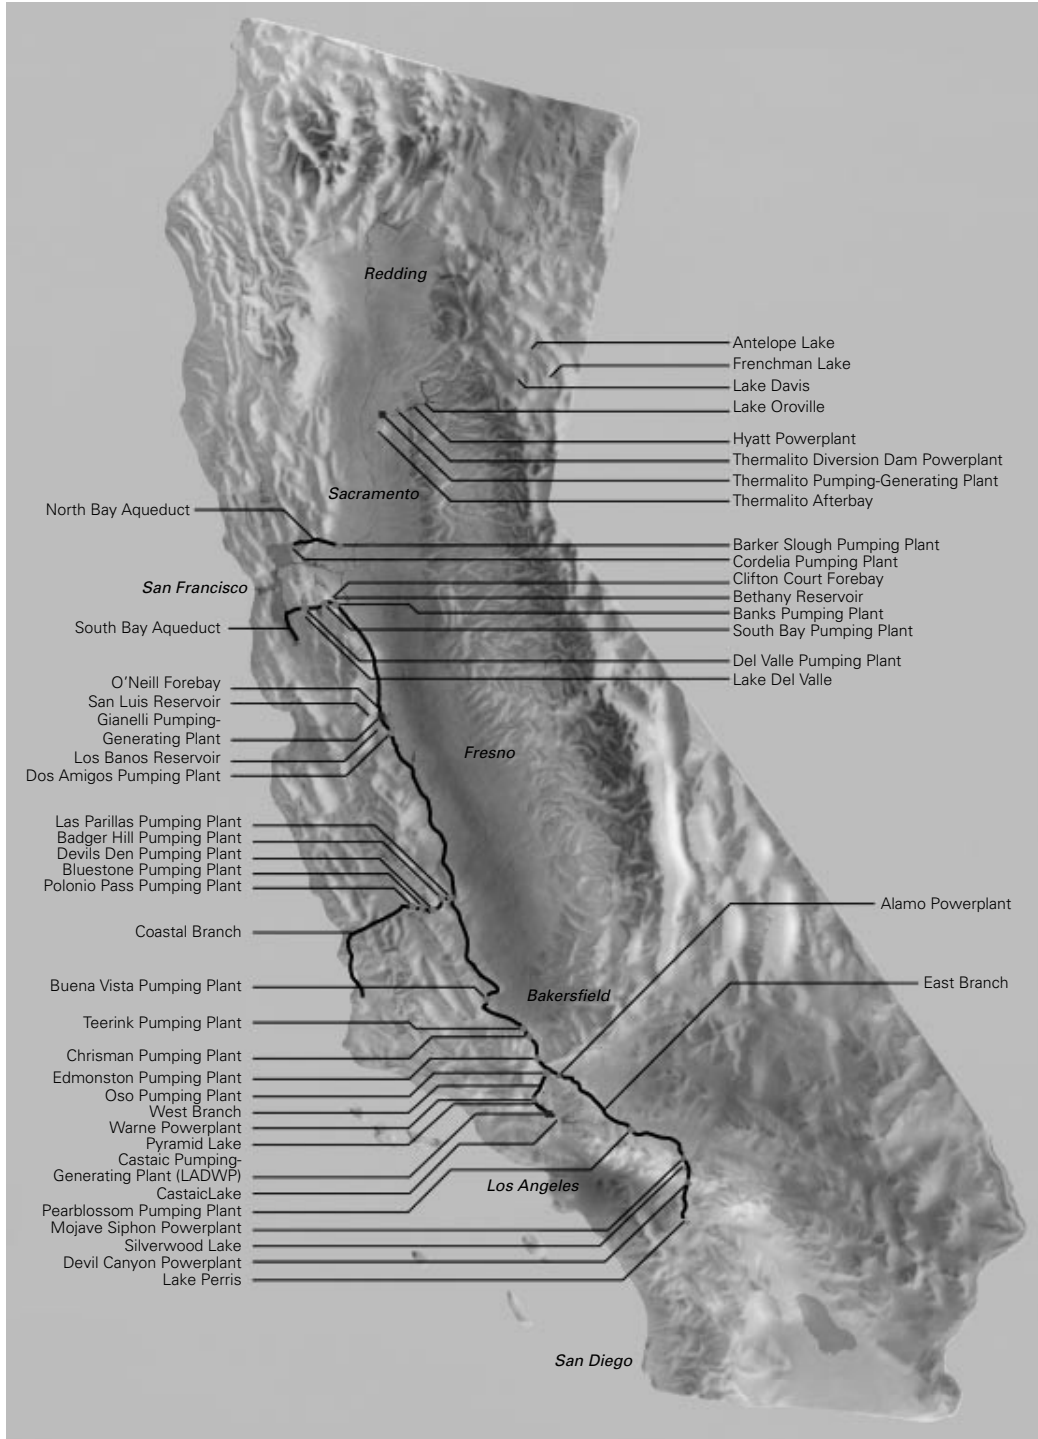 Redding
Antelope Lake
Frenchman Lake
Lake Davis
Lake Oroville
Hyatt Powerplant
Thermalito Diversion Dam Powerplant
Thermalito Pumping-Generating Plant
Thermalito Afterbay
Sacramento
North Bay Aqueduct
Barker Slough Pumping Plant
Cordelia Pumping Plant
Clifton Court Forebay
San Francisco
Bethany Reservoir
Banks Pumping Plant
South Bay Aqueduct
South Bay Pumping Plant
Del Valle Pumping Plant
Lake Del Valle
O'Neill Forebay
San Luis Reservoir
Gianelli Pumping-
Generating Plant
Los Banos Reservoir
Dos Amigos Pumping Plant
Fresno
Las Parillas Pumping Plant
Badger Hill Pumping Plant
Devils Den Pumping Plant
Bluestone Pumping Plant
Polonio Pass Pumping Plant
Alamo Powerplant
Coastal Branch
East Branch
Buena Vista Pumping Plant
Bakersfield
Teerink Pumping Plant
Chrisman Pumping Plant
Edmonston Pumping Plant
Oso Pumping Plant
West Branch
Warne Powerplant
Pyramid Lake
Castaic Pumping-
Generating Plant (LADWP)
CastaicLake
Los Angeles
Pearblossom Pumping Plant
Mojave Siphon Powerplant
Silverwood Lake
Devil Canyon Powerplant
Lake Perris
San Diego